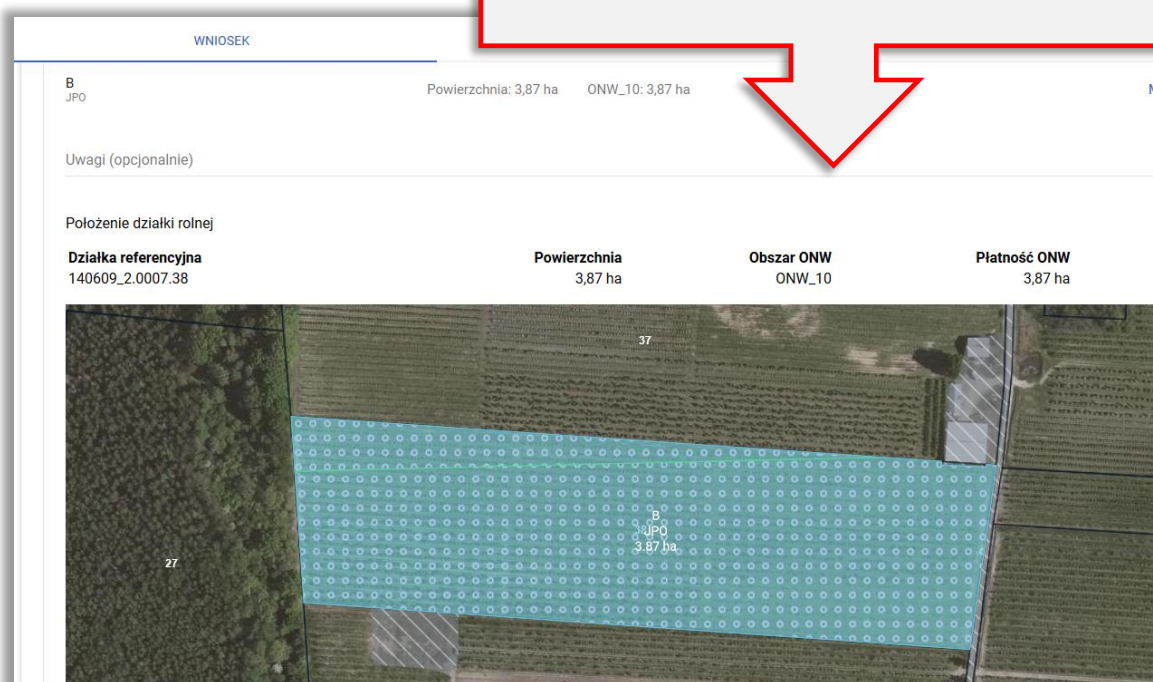 WNIOSEK
B
JPO
Powierzchnia: 3,87 ha ONW_10: 3,87 ha
Uwagi (opcjonalnie)
Położenie działki rolnej
Działka referencyjna Powierzchnia Obszar ONW Płatność ONW
140609_2.0007.38 3,87 ha ONW_10 3,87 ha
37
B
JPO
3.87 ha
27